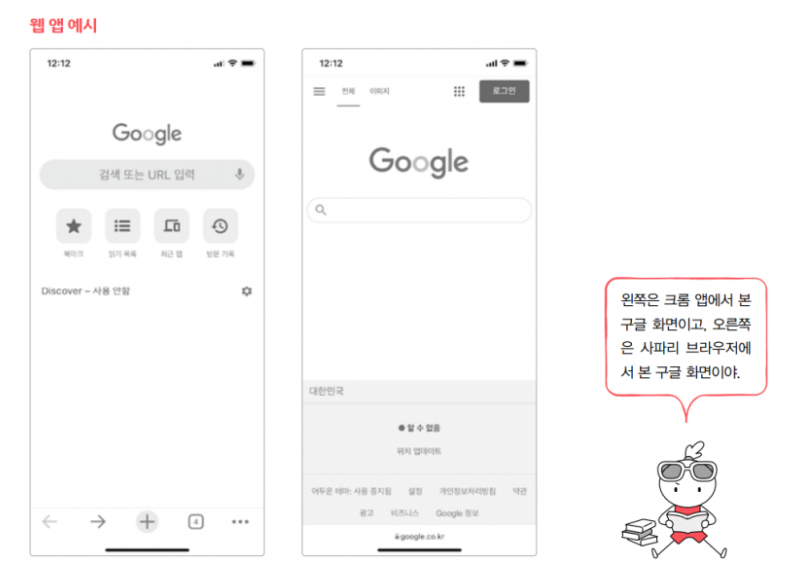 웹 앱 예시
12:12
Google
검색 또는 URL 입력
북마크 읽기 목록 최근 탭 방문 기록
Discover – 사용 안함
4
12:12
전체 이미지 로그인
Google
대한민국
알 수 없음
위치 업데이트
어두운 테마: 사용 중지됨 설정 개인정보처리방침 약관
광고 비즈니스 Google 정보
google.co.kr
왼쪽은 크롬 앱에서 본
구글 화면이고, 오른쪽
은 사파리 브라우저에
서 본 구글 화면이야.